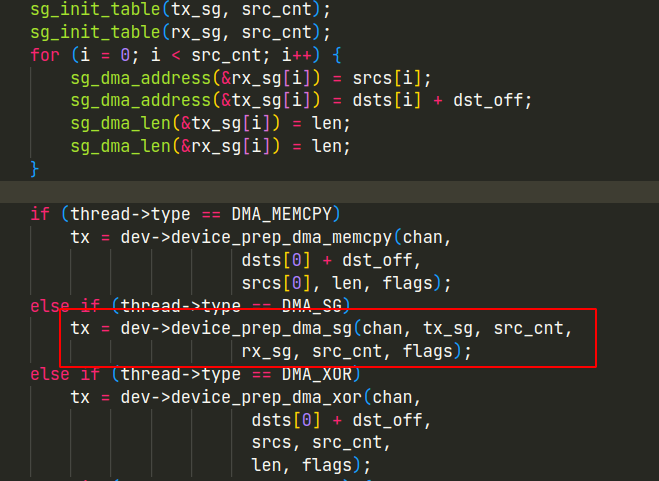 sg_init_table(tx_sg, src_cnt);
sg_init_table(rx_sg, src_cnt);
for (i = 0; i < src_cnt; i++) {
sg_dma_address(&rx_sg[i]) = srcs[i];
sg_dma_address(&tx_sg[i]) = dsts[i] + dst_off;
sg_dma_len(&tx_sg[i]) = len;
sg_dma_len(&rx_sg[i]) = len;
}
if (thread->type == DMA_MEMCPY)
tx = dev->device_prep_dma_memcpy(chan,
dsts[0] + dst_off,
srcs[0], len, flags);
else if (thread->type == DMA_SG)
tx = dev->device_prep_dma_sg(chan, tx_sg, src_cnt,
rx_sg, src_cnt, flags);
else if (thread->type == DMA_XOR)
tx = dev->device_prep_dma_xor(chan,
dsts[0] + dst_off,
srcs, src_cnt,
len, flags);